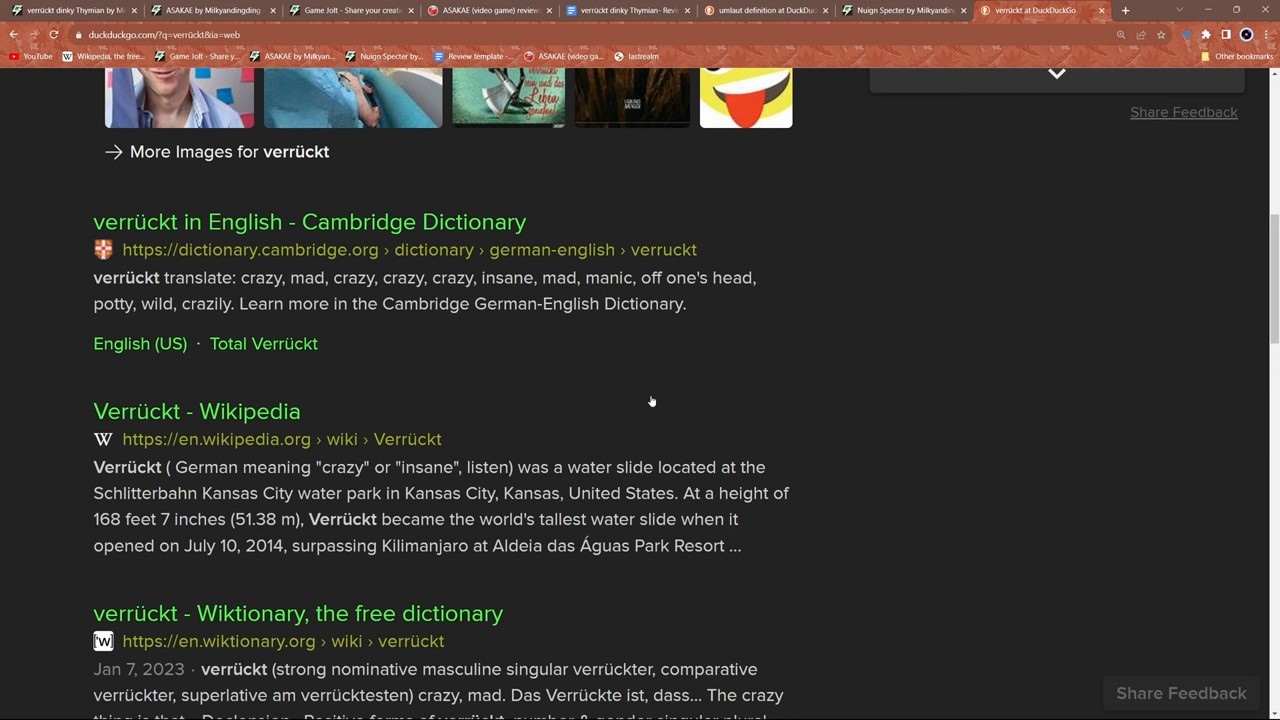 verrückt dinky Thymian by M
ASAKAE by Milkyandingding
Game Jolt - Share your creati
ASAKAE (video game) review
verrückt dinky Thymian- Rev
umlaut definition at DuckDu
Nuign Specter by Milkyandin
verrückt at DuckDuckGo
duckduckgo.com/?q=verrückt&ia=web
YouTube
Wikipedia, the free...
Game Jolt - Share y...
ASAKAE by Milkyan...
Nuign Specter by...
Review template -...
ASAKAE (video ga...
lastrealm
Other bookmarks
Share Feedback
More Images for verrückt
verrückt in English - Cambridge Dictionary
https://dictionary.cambridge.org › dictionary › german-english › verruckt
verrückt translate: crazy, mad, crazy, crazy, crazy, insane, mad, manic, off one's head,
potty, wild, crazily. Learn more in the Cambridge German-English Dictionary.
English (US) · Total Verrückt
Verrückt - Wikipedia
W https://en.wikipedia.org › wiki › Verrückt
Verrückt ( German meaning "crazy" or "insane", listen) was a water slide located at the
Schlitterbahn Kansas City water park in Kansas City, Kansas, United States. At a height of
168 feet 7 inches (51.38 m), Verrückt became the world's tallest water slide when it
opened on July 10, 2014, surpassing Kilimanjaro at Aldeia das Águas Park Resort ...
verrückt - Wiktionary, the free dictionary
['w] https://en.wiktionary.org › wiki › verrückt
Jan 7, 2023 · verrückt (strong nominative masculine singular verrückter, comparative
verrückter, superlative am verrücktesten) crazy, mad. Das Verrückte ist, dass... The crazy
Share Feedback